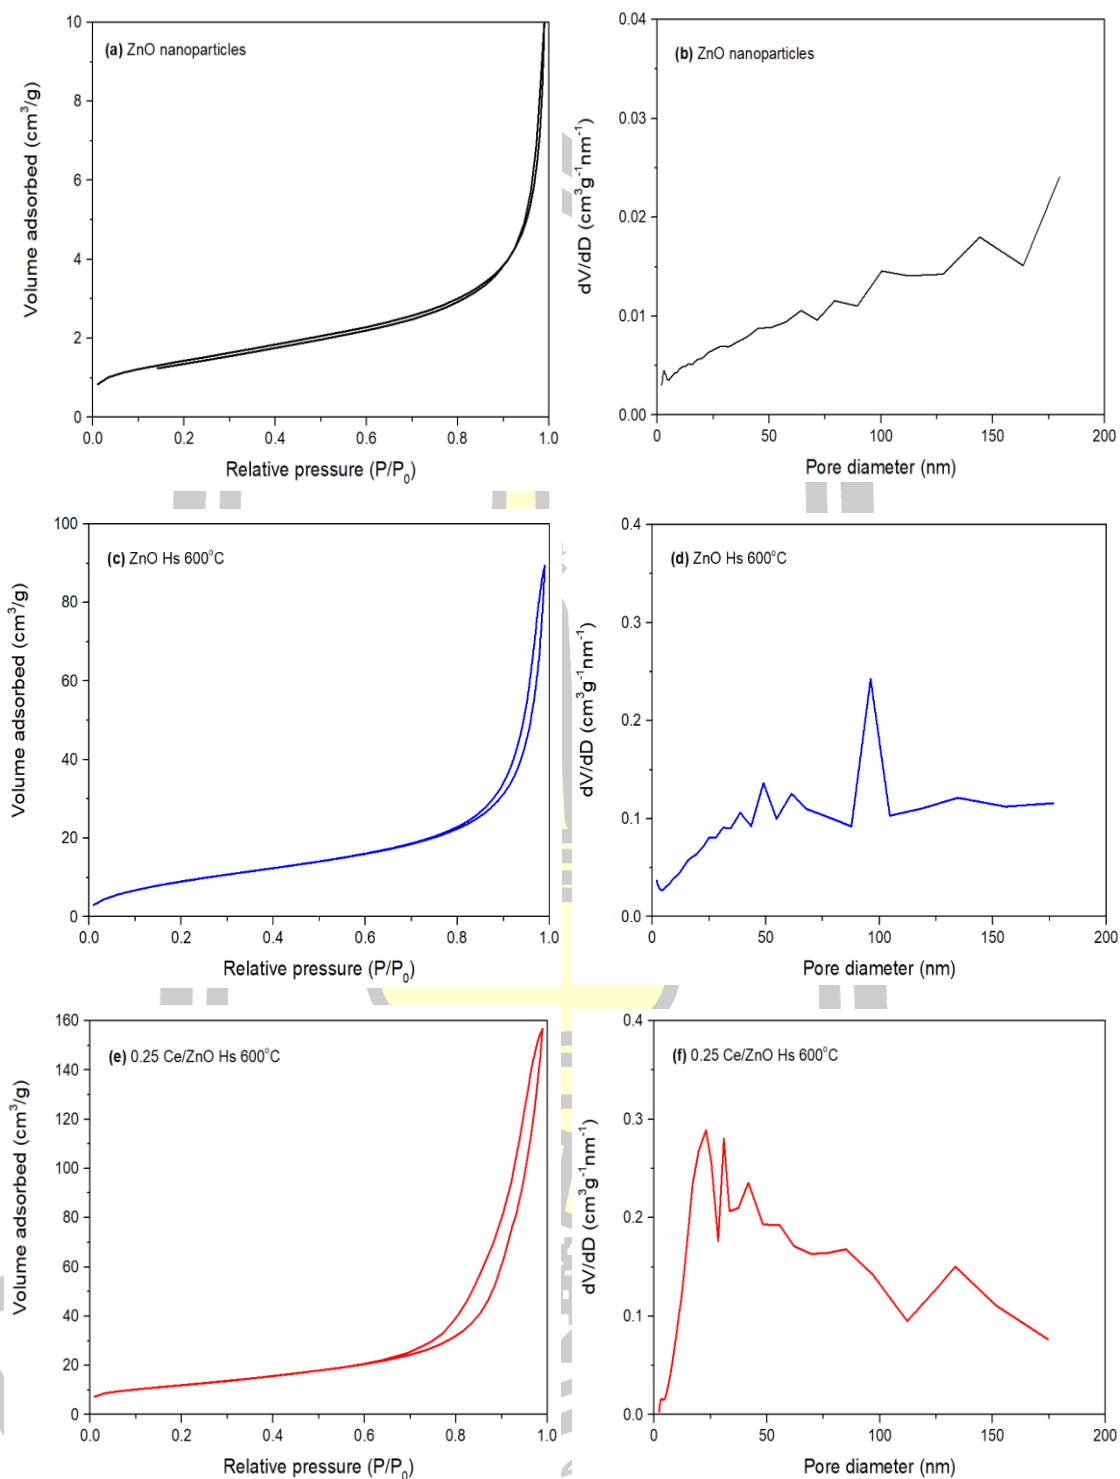 (a) ZnO nanoparticles
Volume adsorbed (cm³/g)
10
8
6
4
2
0
0.0 0.2 0.4 0.6 0.8 1.0
Relative pressure (P/P₀)
(b) ZnO nanoparticles
dV/dD (cm³g⁻¹nm⁻¹)
0.04
0.03
0.02
0.01
0.00
0 50 100 150 200
Pore diameter (nm)
(c) ZnO Hs 600°C
Volume adsorbed (cm³/g)
100
80
60
40
20
0
0.0 0.2 0.4 0.6 0.8 1.0
Relative pressure (P/P₀)
(d) ZnO Hs 600°C
dV/dD (cm³g⁻¹nm⁻¹)
0.4
0.3
0.2
0.1
0.0
0 50 100 150 200
Pore diameter (nm)
(e) 0.25 Ce/ZnO Hs 600°C
Volume adsorbed (cm³/g)
160
140
120
100
80
60
40
20
0
0.0 0.2 0.4 0.6 0.8 1.0
Relative pressure (P/P₀)
(f) 0.25 Ce/ZnO Hs 600°C
dV/dD (cm³g⁻¹nm⁻¹)
0.4
0.3
0.2
0.1
0.0
0 50 100 150 200
Pore diameter (nm)